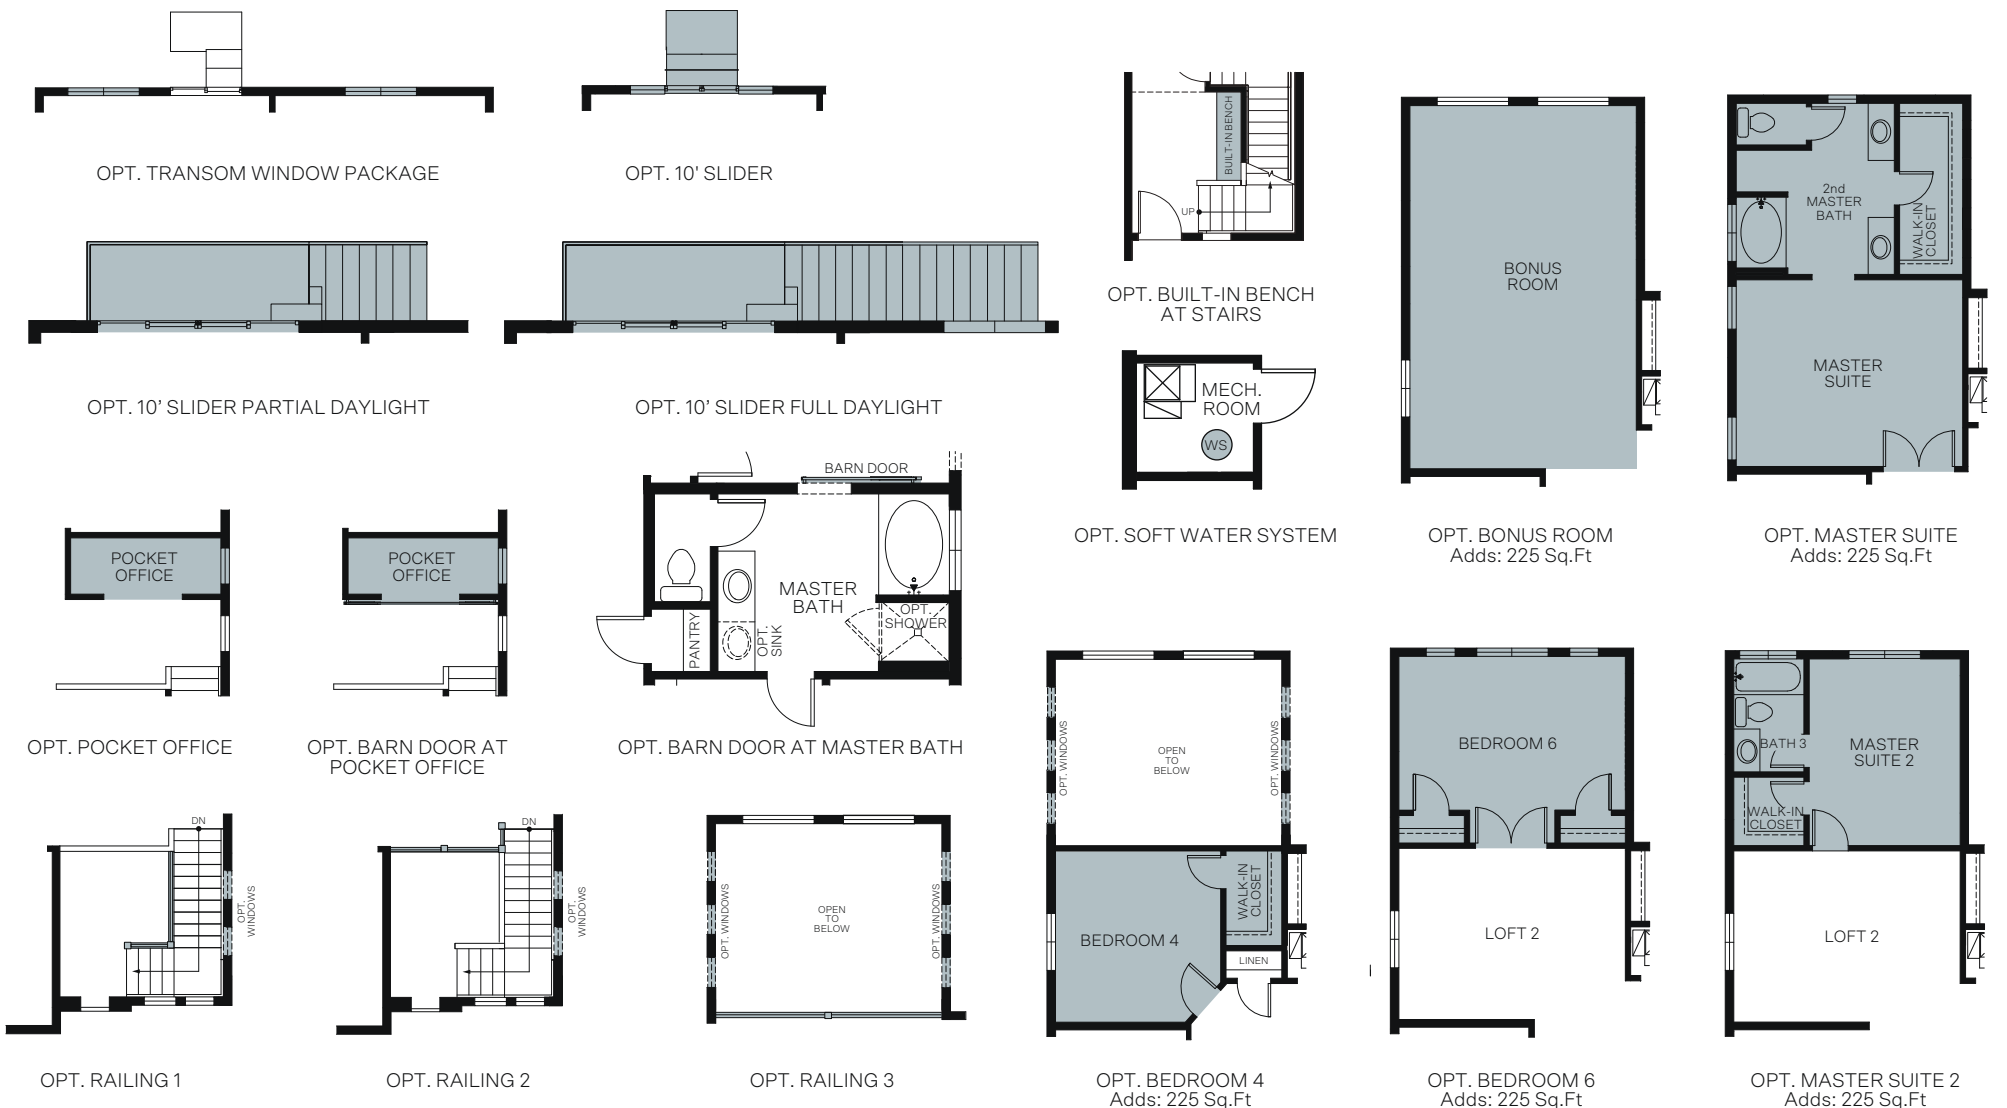 OPT. TRANSOM WINDOW PACKAGE
OPT. 10' SLIDER
BUILT-IN BENCH
UP
OPT. BUILT-IN BENCH
AT STAIRS
BONUS
ROOM
OPT. BONUS ROOM
Adds: 225 Sq.Ft
2nd
MASTER
BATH
WALK-IN
CLOSET
MASTER
SUITE
OPT. MASTER SUITE
Adds: 225 Sq.Ft
OPT. 10’ SLIDER PARTIAL DAYLIGHT
OPT. 10’ SLIDER FULL DAYLIGHT
MECH.
ROOM
WS
OPT. SOFT WATER SYSTEM
POCKET
OFFICE
OPT. POCKET OFFICE
POCKET
OFFICE
OPT. BARN DOOR AT
POCKET OFFICE
BARN DOOR
MASTER
BATH
OPT.
SHOWER
OPT.
SINK
PANTRY
OPT. BARN DOOR AT MASTER BATH
DN
OPT.
WINDOWS
OPT. RAILING 1
DN
OPT.
WINDOWS
OPT. RAILING 2
OPT. WINDOWS
OPEN
TO
BELOW
OPT. WINDOWS
OPT. RAILING 3
OPT. WINDOWS
OPEN
TO
BELOW
OPT. WINDOWS
WALK-IN
CLOSET
BEDROOM 4
LINEN
OPT. BEDROOM 4
Adds: 225 Sq.Ft
BEDROOM 6
LOFT 2
OPT. BEDROOM 6
Adds: 225 Sq.Ft
BATH 3
MASTER
SUITE 2
WALK-IN
CLOSET
LOFT 2
OPT. MASTER SUITE 2
Adds: 225 Sq.Ft